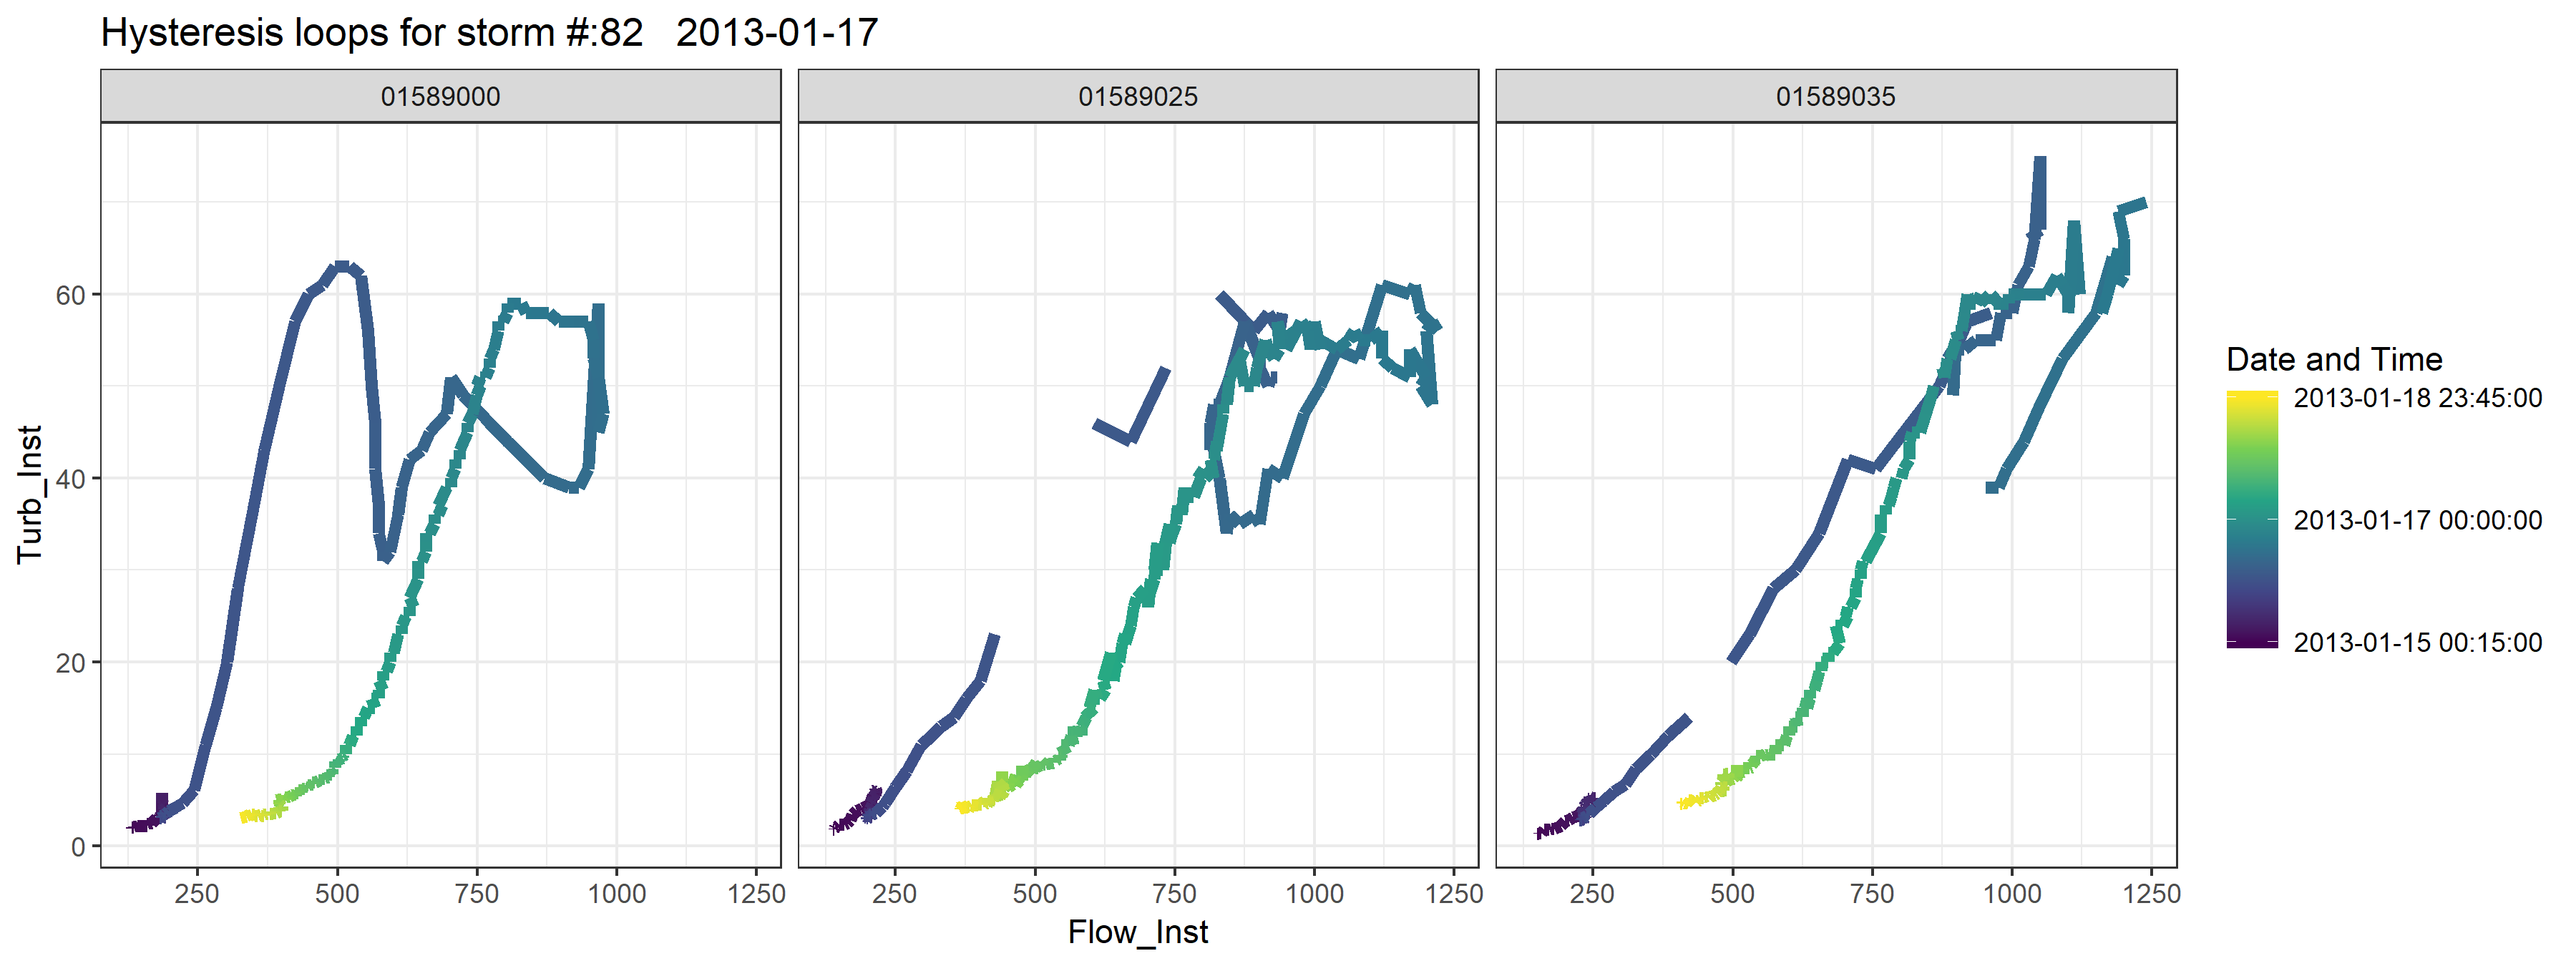 Hysteresis loops for storm #:82   2013-01-17
01589000
01589025
01589035
Turb_Inst
60
40
20
0
250 500 750 1000 1250
250 500 750 1000 1250
250 500 750 1000 1250
Flow_Inst
Date and Time
2013-01-18 23:45:00
2013-01-17 00:00:00
2013-01-15 00:15:00